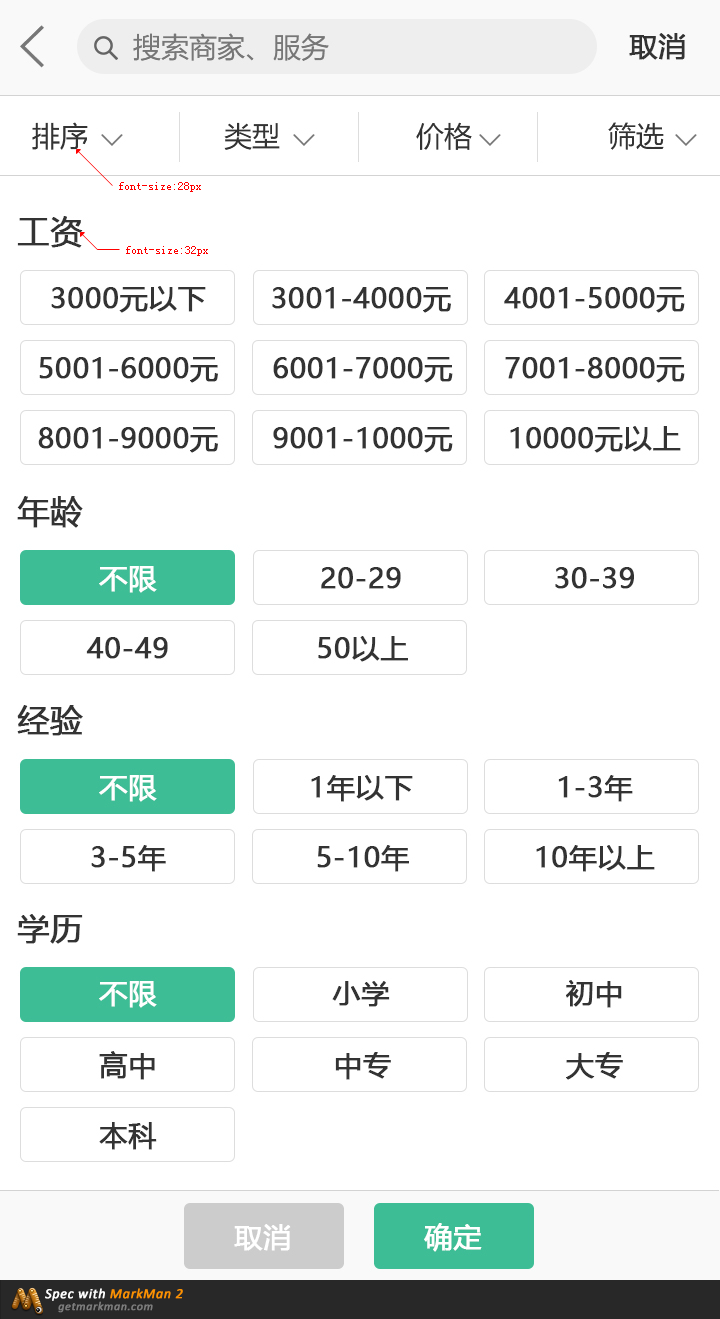 搜索商家、服务 取消
排序 类型 价格 筛选
font-size:28px
工资
font-size:32px
3000元以下 3001-4000元 4001-5000元
5001-6000元 6001-7000元 7001-8000元
8001-9000元 9001-1000元 10000元以上
年龄
不限 20-29 30-39
40-49 50以上
经验
不限 1年以下 1-3年
3-5年 5-10年 10年以上
学历
不限 小学 初中
高中 中专 大专
本科
取消 确定
Spec with MarkMan 2
getmarkman.com